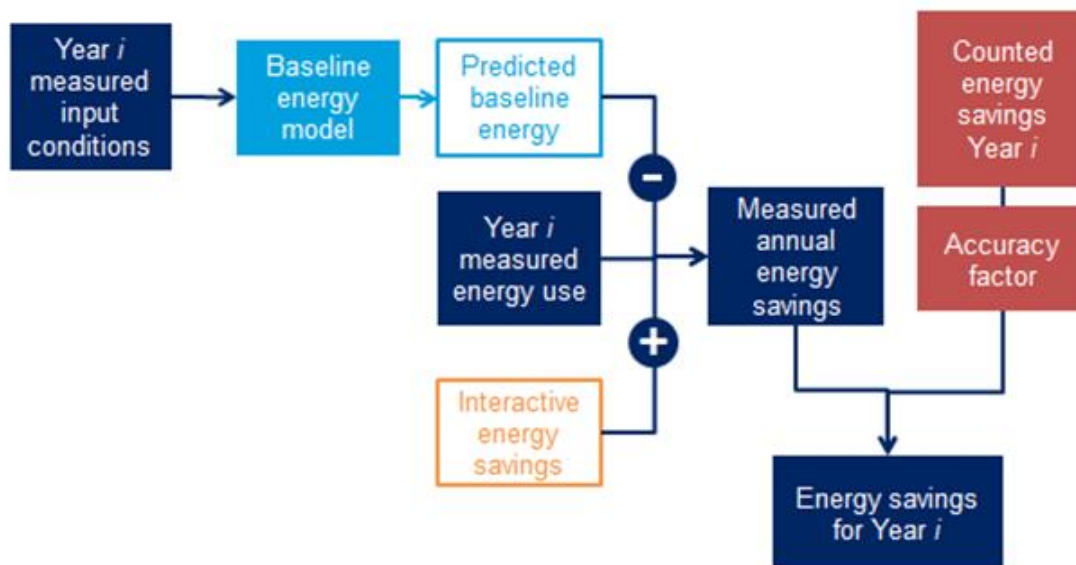 Year i
measured
input
conditions
Baseline
energy
model
Predicted
baseline
energy
-
Year i
measured
energy use
+
Interactive
energy
savings
Measured
annual
energy
savings
Counted
energy
savings
Year i
Accuracy
factor
Energy savings
for Year i